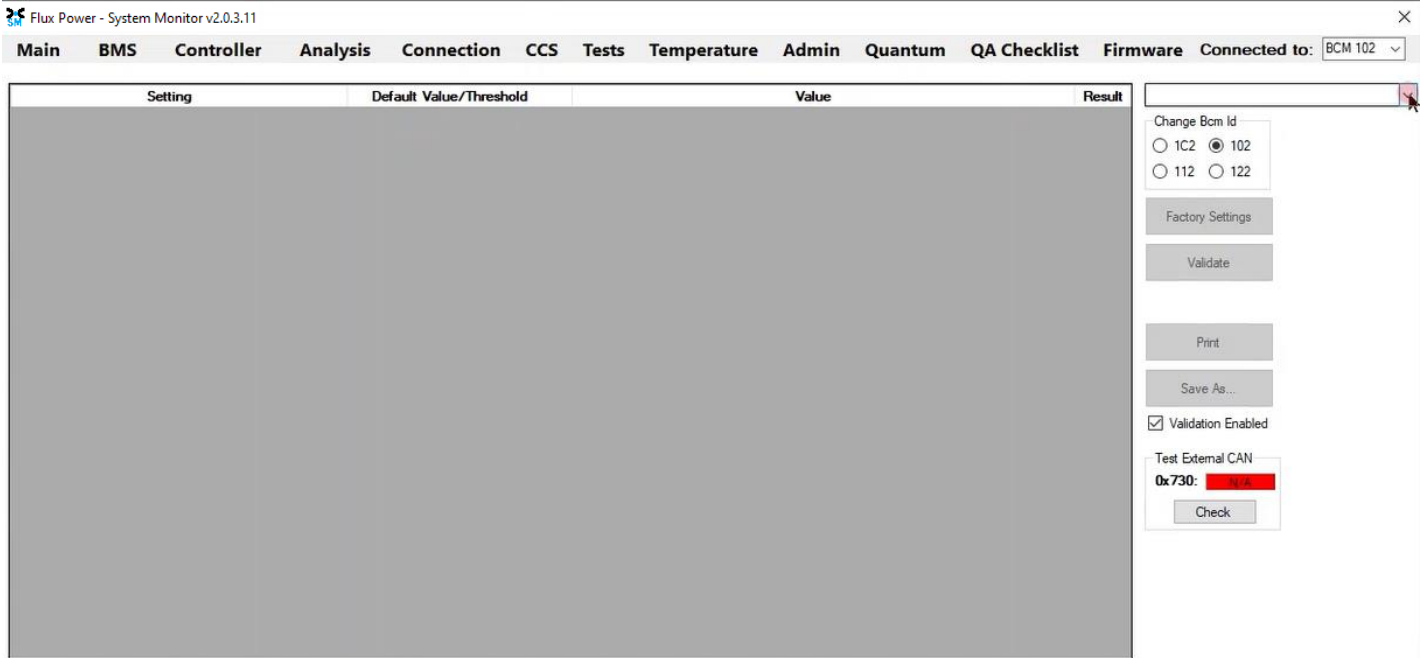 Flux Power - System Monitor v2.0.3.11
Main BMS Controller Analysis Connection CCS Tests Temperature Admin Quantum QA Checklist Firmware Connected to: BCM 102
Setting Default Value/Threshold Value Result
Change Bcm Id
1C2 102
112 122
Factory Settings
Validate
Print
Save As...
Validation Enabled
Test External CAN
0x730: N/A
Check